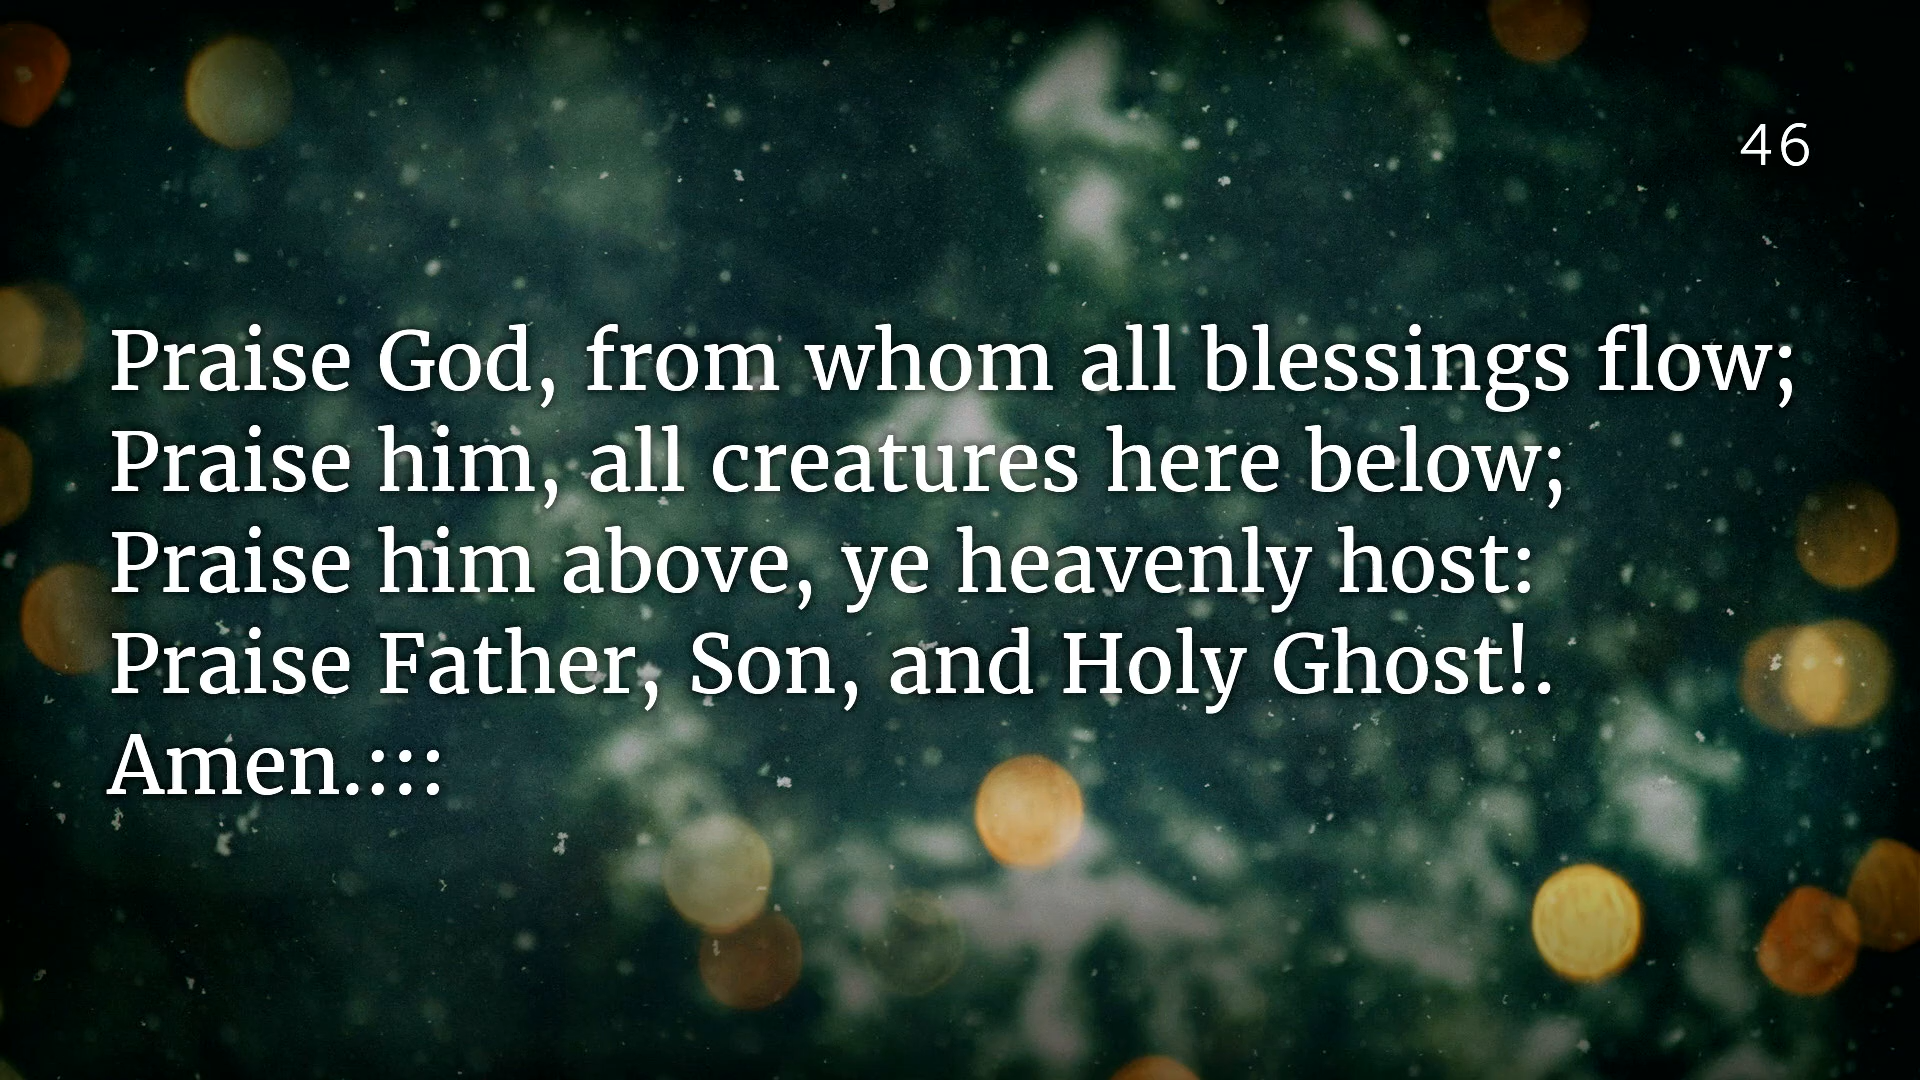 46
Praise God, from whom all blessings flow;
Praise him, all creatures here below;
Praise him above, ye heavenly host:
Praise Father, Son, and Holy Ghost!.
Amen.:::